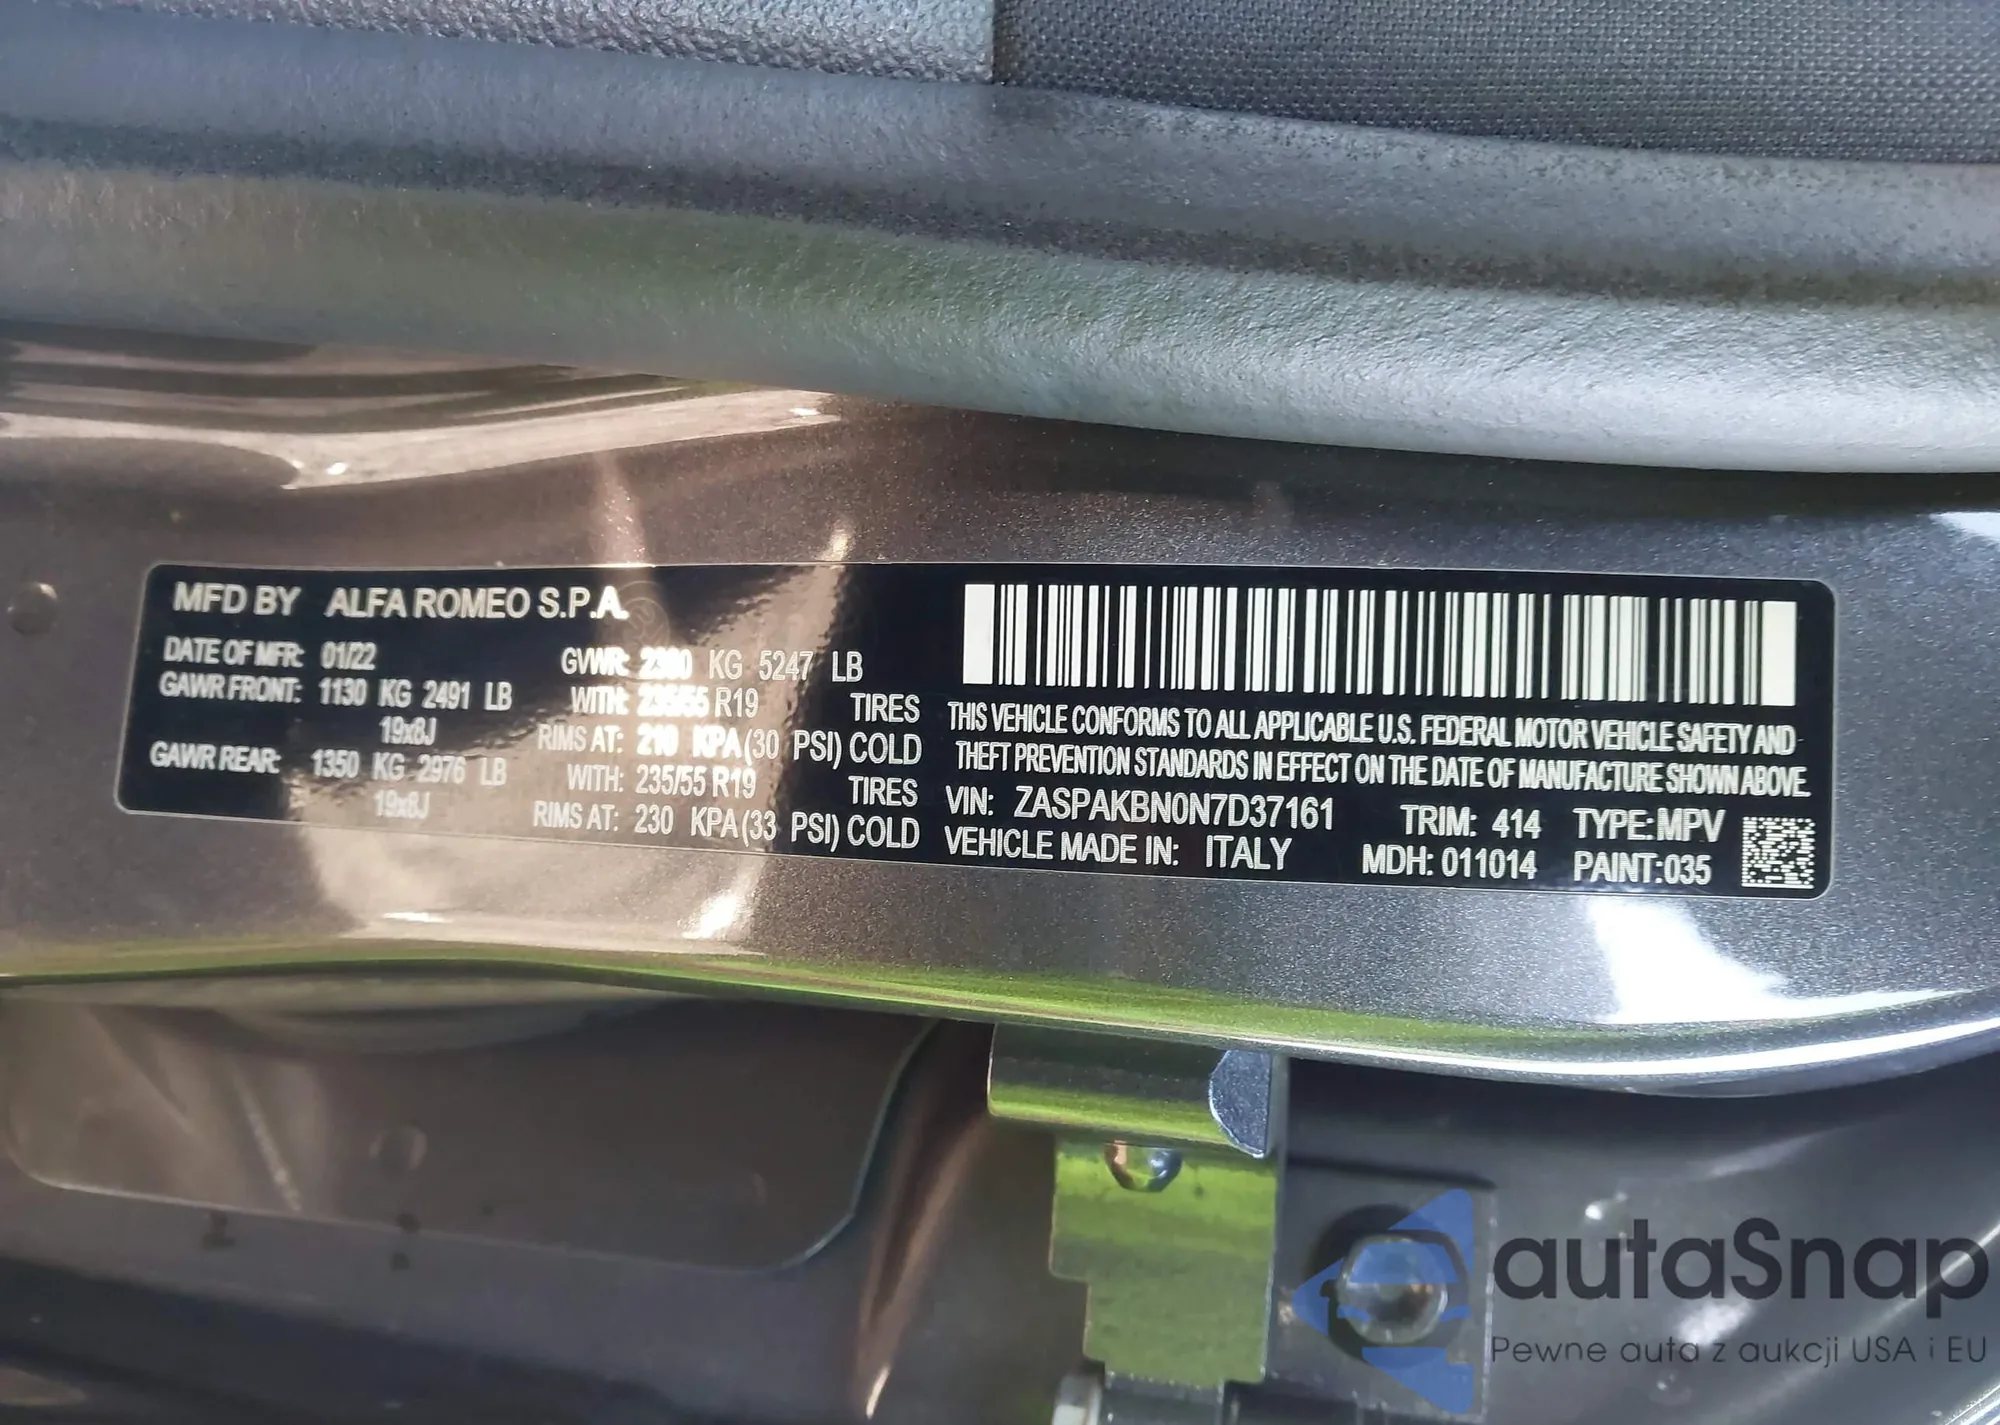 MFD BY ALFA ROMEO S.P.A.
DATE OF MFR: 01/22 GVWR: 2380 KG 5247 LB
GAWR FRONT: 1130 KG 2491 LB WITH: 235/55 R19 TIRES
19x8J RIMS AT: 210 KPA(30 PSI) COLD
GAWR REAR: 1350 KG 2976 LB WITH: 235/55 R19 TIRES
19x8J RIMS AT: 230 KPA(33 PSI) COLD
THIS VEHICLE CONFORMS TO ALL APPLICABLE U.S. FEDERAL MOTOR VEHICLE SAFETY AND
THEFT PREVENTION STANDARDS IN EFFECT ON THE DATE OF MANUFACTURE SHOWN ABOVE.
VIN: ZASPAKBN0N7D37161 TRIM: 414 TYPE:MPV
VEHICLE MADE IN: ITALY MDH: 011014 PAINT:035
autaSnap
Pewne auta z aukcji USA i EU